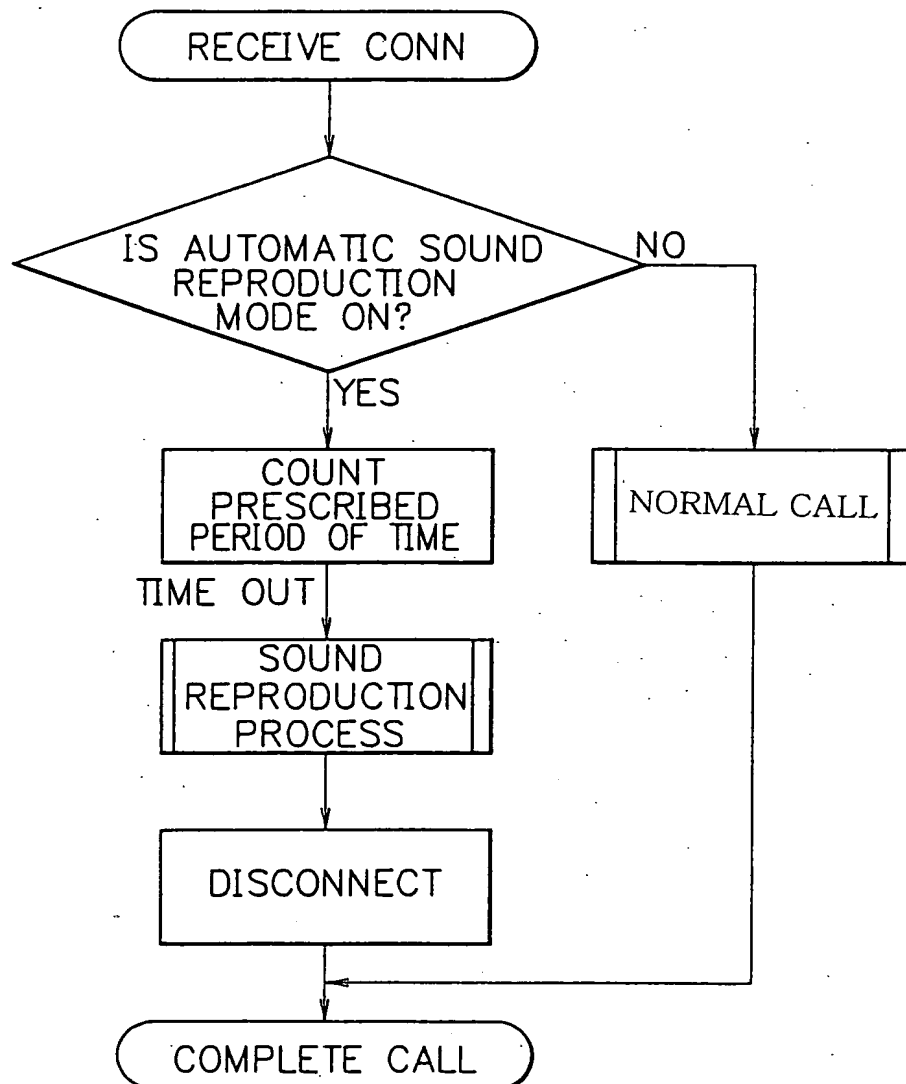 RECEIVE CONN
IS AUTOMATIC SOUND
REPRODUCTION
MODE ON?
NO
YES
COUNT
PRESCRIBED
PERIOD OF TIME
NORMAL CALL
TIME OUT
SOUND
REPRODUCTION
PROCESS
DISCONNECT
COMPLETE CALL